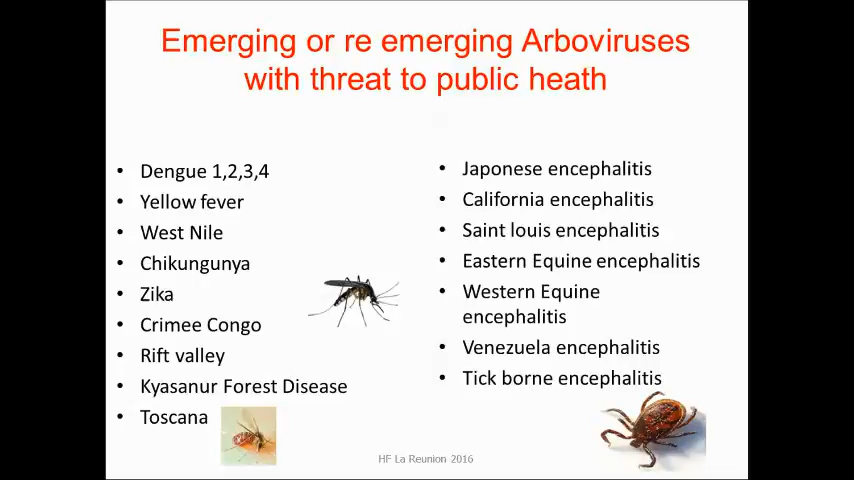 Emerging or re emerging Arboviruses
with threat to public heath
• Dengue 1,2,3,4
• Yellow fever
• West Nile
• Chikungunya
• Zika
• Crimee Congo
• Rift valley
• Kyasanur Forest Disease
• Toscana
• Japonese encephalitis
• California encephalitis
• Saint louis encephalitis
• Eastern Equine encephalitis
• Western Equine
encephalitis
• Venezuela encephalitis
• Tick borne encephalitis
HF La Reunion 2016